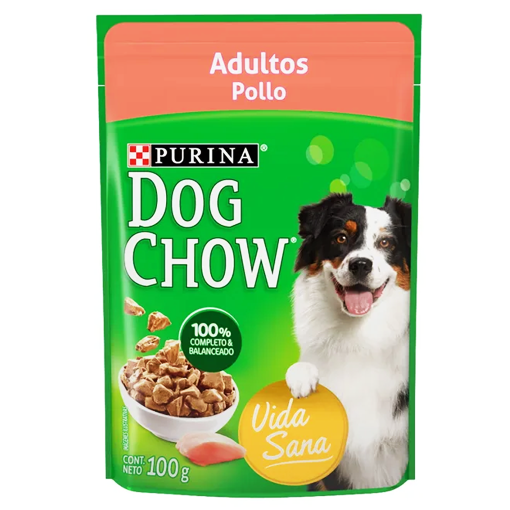 Adultos
Pollo
PURINA®
DOG
CHOW®
100%
COMPLETO &
BALANCEADO
Vida
Sana
CONT.
NETO 100g